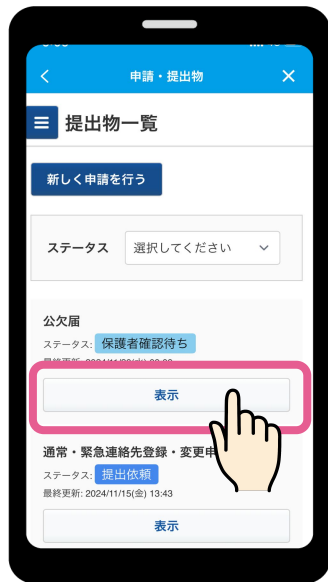 申請・提出物
提出物一覧
新しく申請を行う
ステータス 選択してください
公欠届
ステータス: 保護者確認待ち
表示
通常・緊急連絡先登録・変更申
ステータス: 提出依頼
最終更新: 2024/11/15(金) 13:43
表示